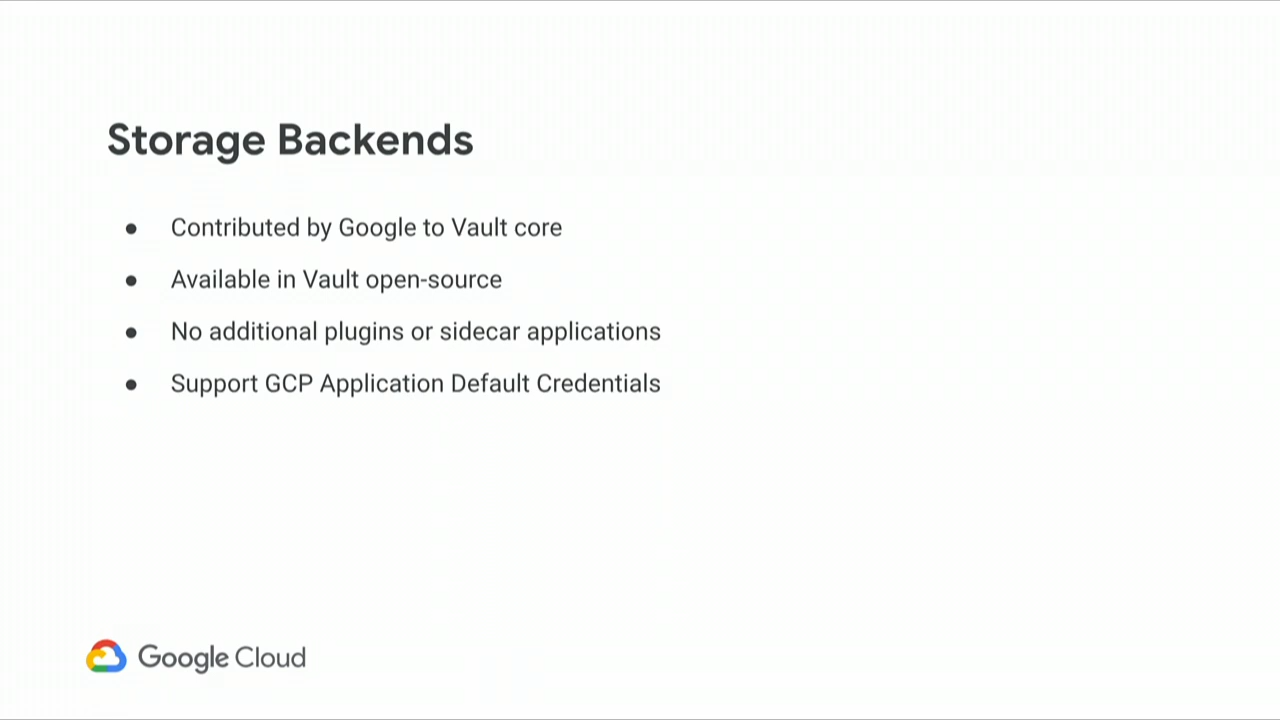 Storage Backends
● Contributed by Google to Vault core
● Available in Vault open-source
● No additional plugins or sidecar applications
● Support GCP Application Default Credentials
Google Cloud